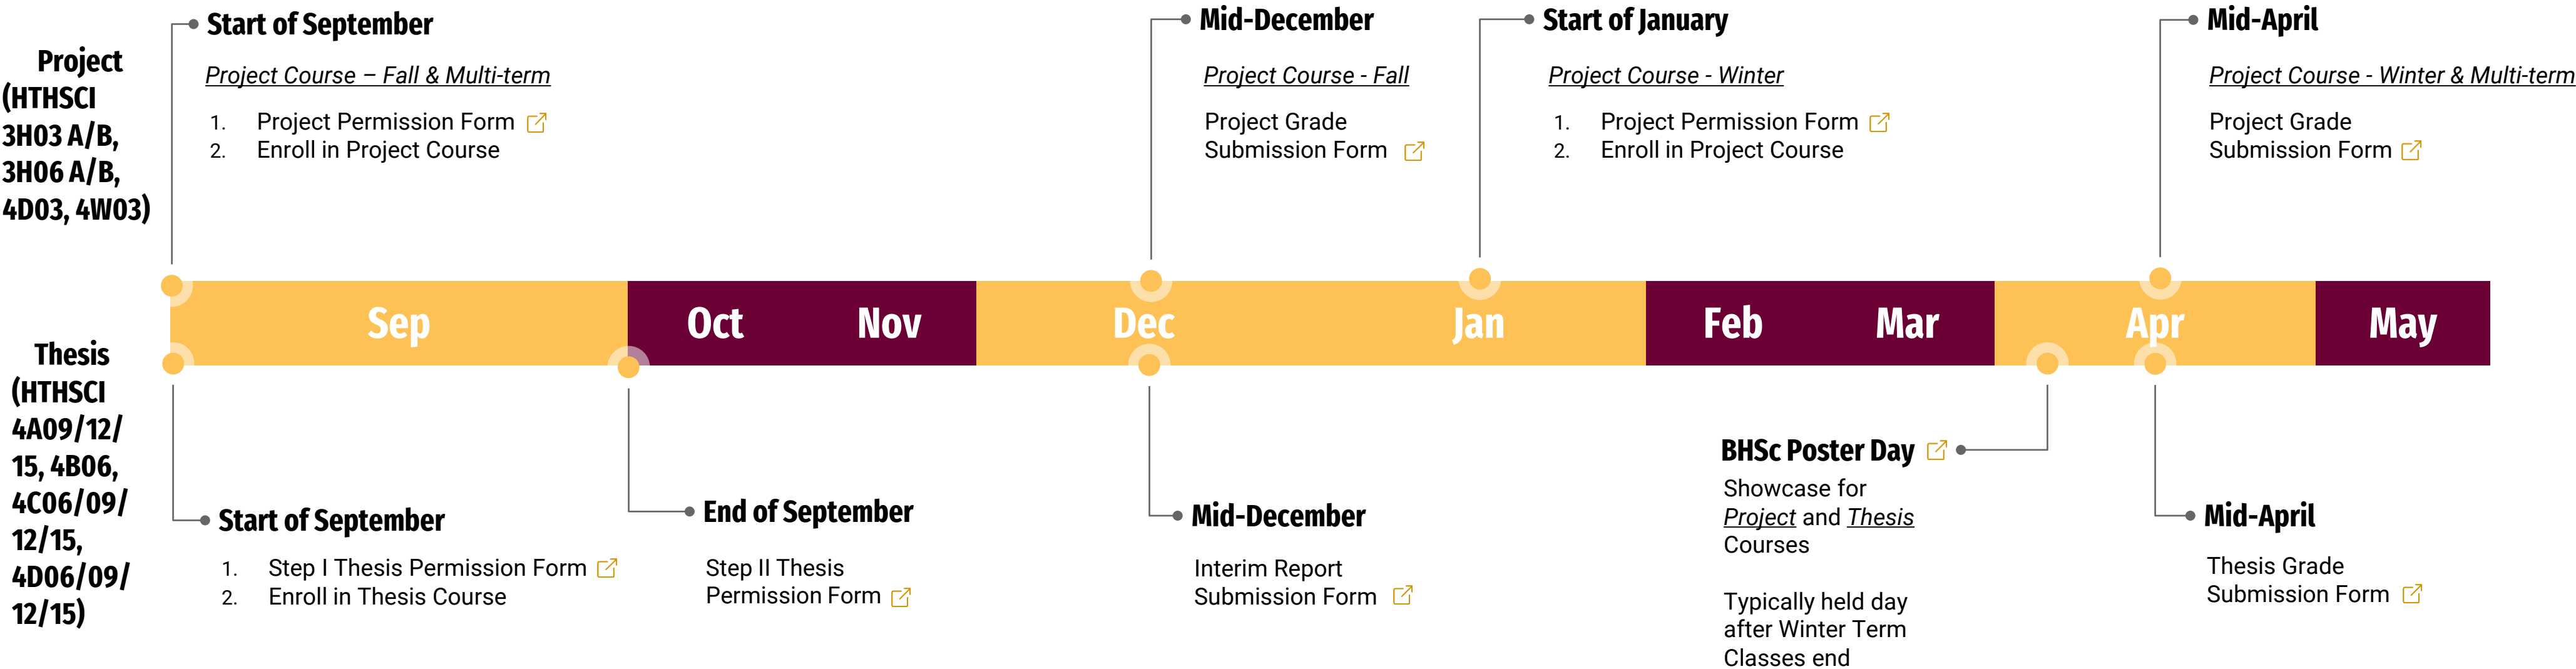 Project
(HTHSCI
3H03 A/B,
3H06 A/B,
4D03, 4W03)
Start of September
Project Course – Fall & Multi-term
1. Project Permission Form
2. Enroll in Project Course
Mid-December
Project Course - Fall
Project Grade
Submission Form
Start of January
Project Course - Winter
1. Project Permission Form
2. Enroll in Project Course
Mid-April
Project Course - Winter & Multi-term
Project Grade
Submission Form
Sep Oct Nov Dec Jan Feb Mar Apr May
Thesis
(HTHSCI
4A09/12/
15, 4B06,
4C06/09/
12/15,
4D06/09/
12/15)
Start of September
1. Step I Thesis Permission Form
2. Enroll in Thesis Course
End of September
Step II Thesis
Permission Form
Mid-December
Interim Report
Submission Form
BHSc Poster Day
Showcase for
Project and Thesis
Courses
Typically held day
after Winter Term
Classes end
Mid-April
Thesis Grade
Submission Form